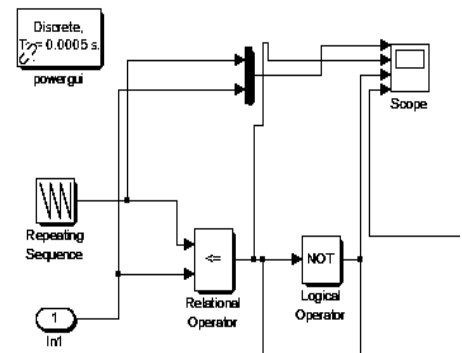 Discrete,
= 0.0005 s.
powergui
Scope
Repeating
Sequence
<=
Relational
Operator
NOT
Logical
Operator
1
In1